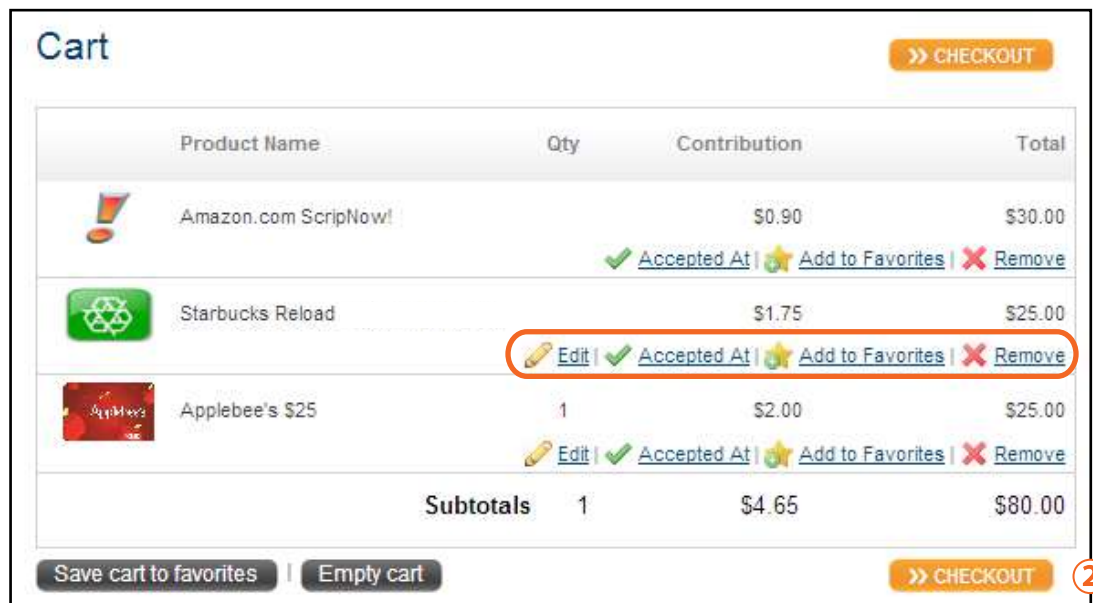 Cart
» CHECKOUT
Product Name Qty Contribution Total
Amazon.com ScripNow! $0.90 $30.00
Accepted At | Add to Favorites | Remove
Starbucks Reload $1.75 $25.00
Edit | Accepted At | Add to Favorites | Remove
Applebee's
Applebee's $25 1 $2.00 $25.00
Edit | Accepted At | Add to Favorites | Remove
Subtotals 1 $4.65 $80.00
Save cart to favorites | Empty cart » CHECKOUT 2